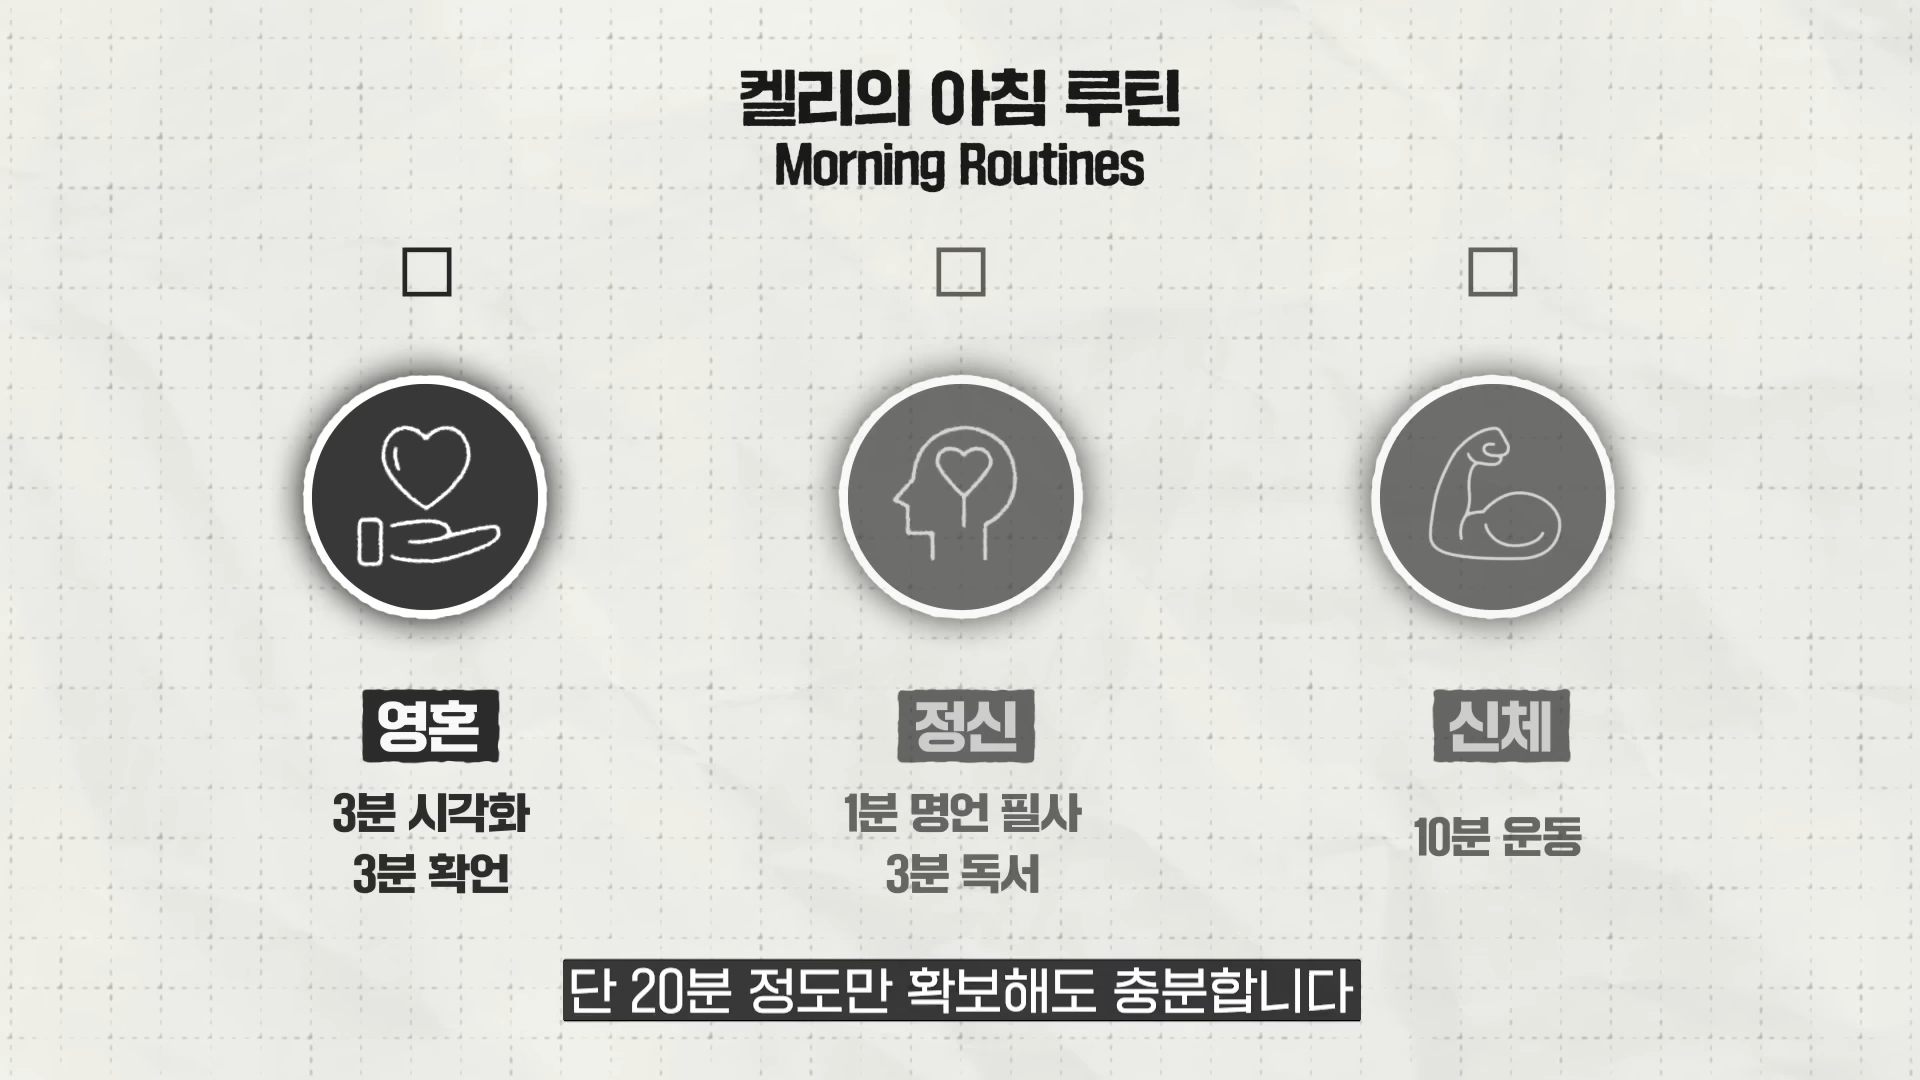 켈리의 아침 루틴
Morning Routines
영혼
3분 시각화
3분 확언
정신
1분 명언 필사
3분 독서
신체
10분 운동
단 20분 정도만 확보해도 충분합니다